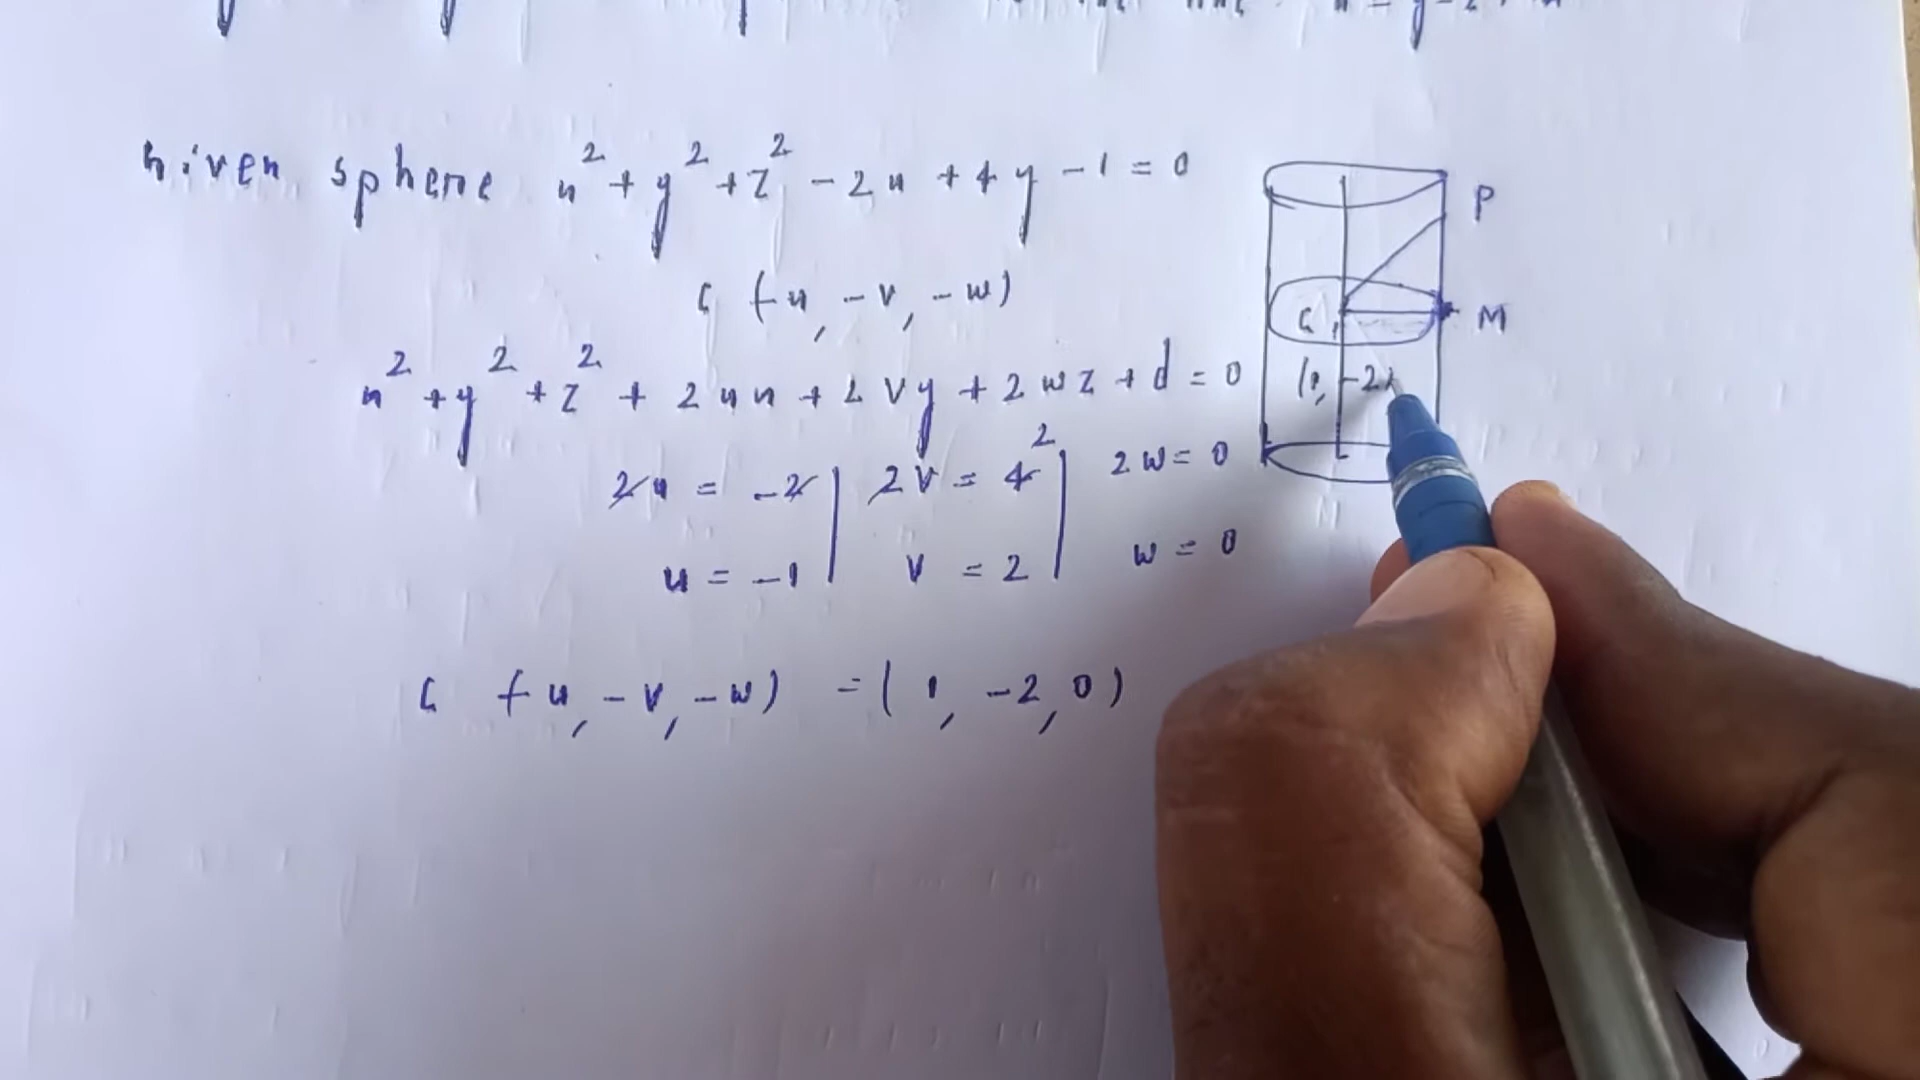 Given sphere x² + y² + z² - 2x + 4y - 1 = 0
C (-u, -v, -w)
x² + y² + z² + 2ux + 2vy + 2wz + d = 0
2u = -2 | 2v = 4 2 | 2w = 0
u = -1 | v = 2 | w = 0
C (-u, -v, -w) = (1, -2, 0)
P
C M
(1, -2,